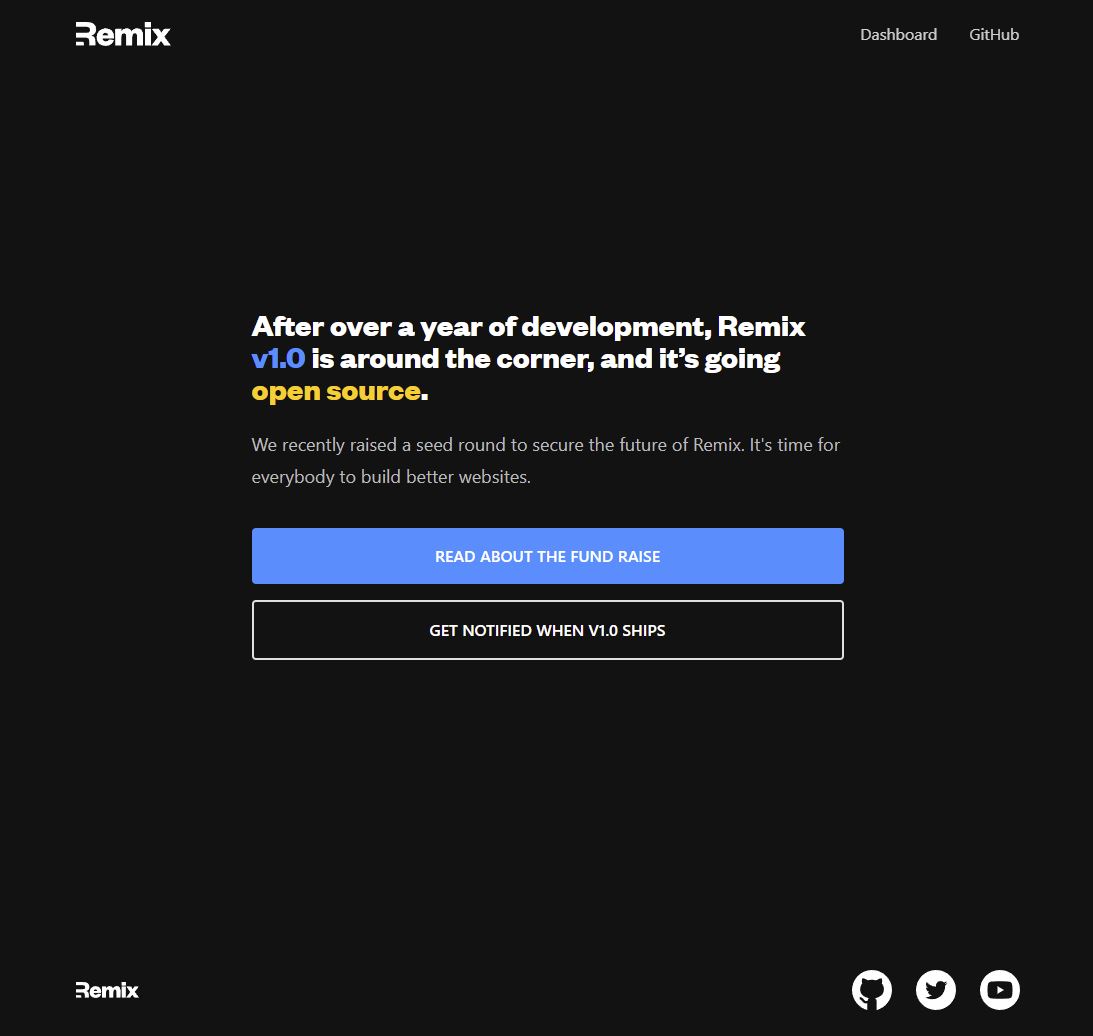 Remix
Dashboard
GitHub
After over a year of development, Remix
v1.0 is around the corner, and it’s going
open source.
We recently raised a seed round to secure the future of Remix. It's time for
everybody to build better websites.
READ ABOUT THE FUND RAISE
GET NOTIFIED WHEN V1.0 SHIPS
Remix